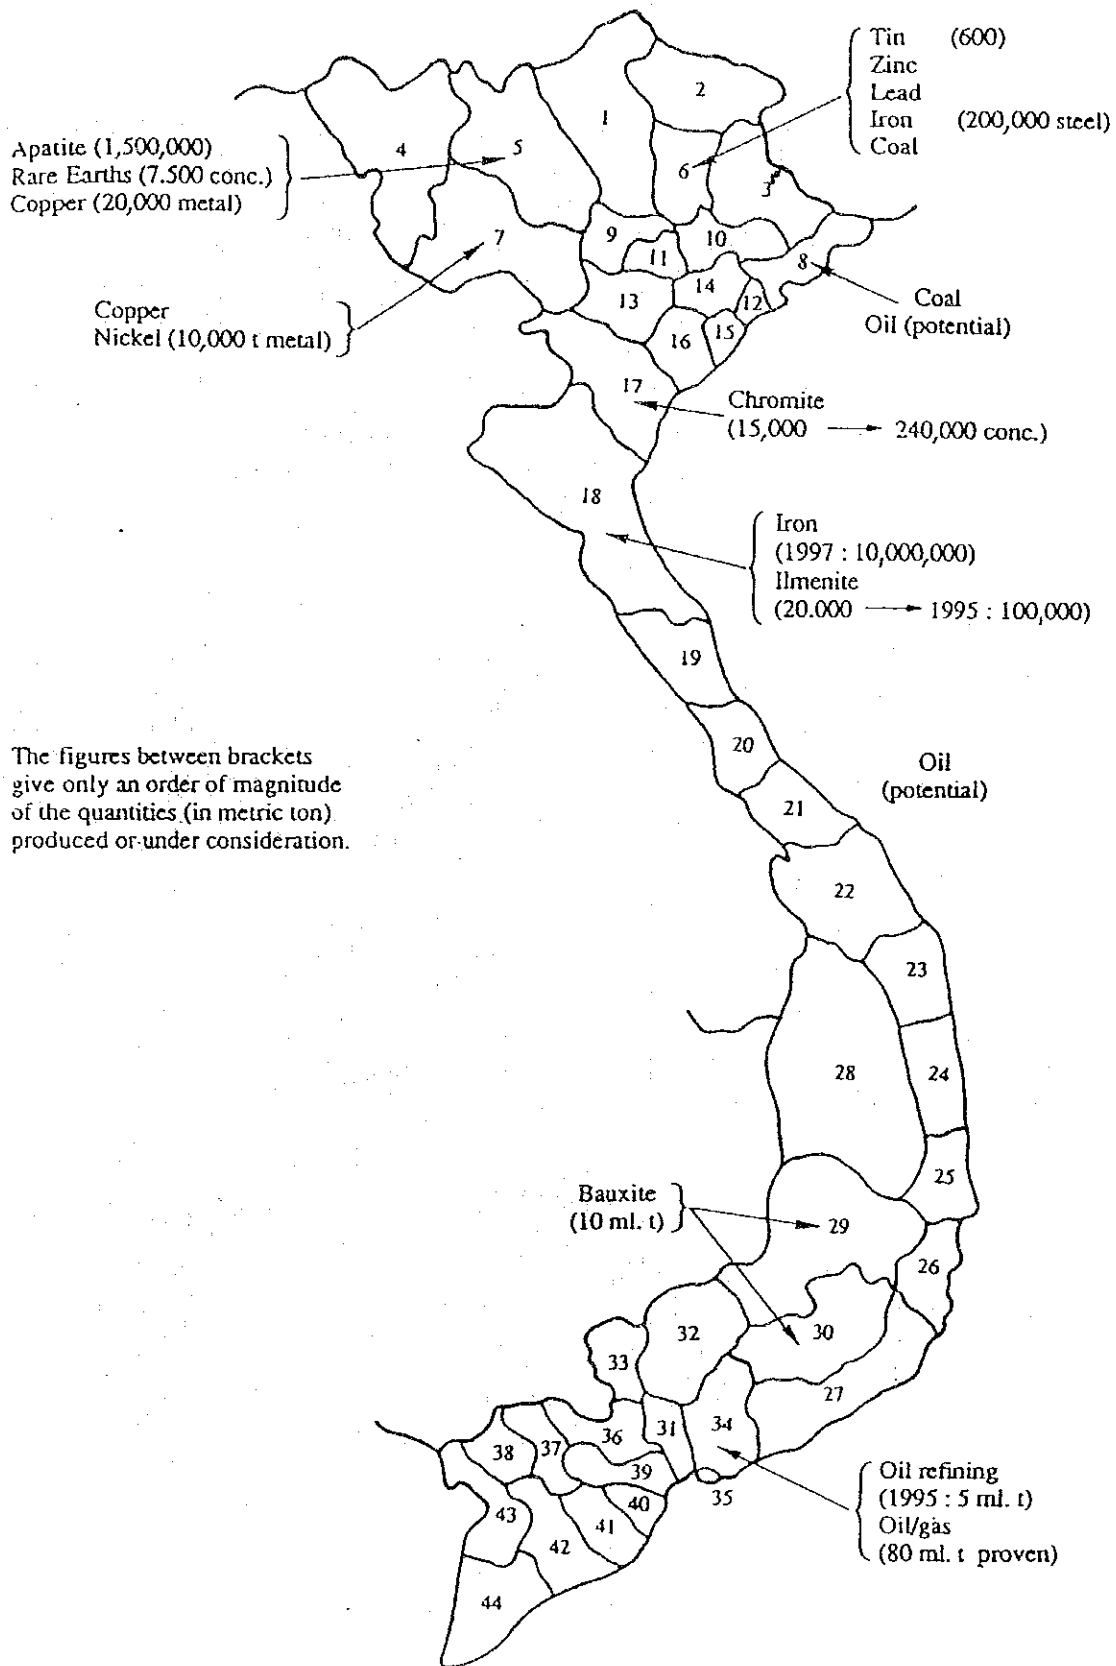 Tin (600)
Zinc
Lead
Iron (200,000 steel)
Coal
Apatite (1,500,000)
Rare Earths (7.500 conc.)
Copper (20,000 metal)
Copper
Nickel (10,000 t metal)
Coal
Oil (potential)
Chromite
(15,000 → 240,000 conc.)
Iron
(1997 : 10,000,000)
Ilmenite
(20.000 → 1995 : 100,000)
The figures between brackets
give only an order of magnitude
of the quantities (in metric ton)
produced or under consideration.
Oil
(potential)
Bauxite
(10 ml. t)
Oil refining
(1995 : 5 ml. t)
Oil/gas
(80 ml. t proven)
1
2
3
4
5
6
7
8
9
10
11
12
13
14
15
16
17
18
19
20
21
22
23
24
25
26
27
28
29
30
31
32
33
34
35
36
37
38
39
40
41
42
43
44